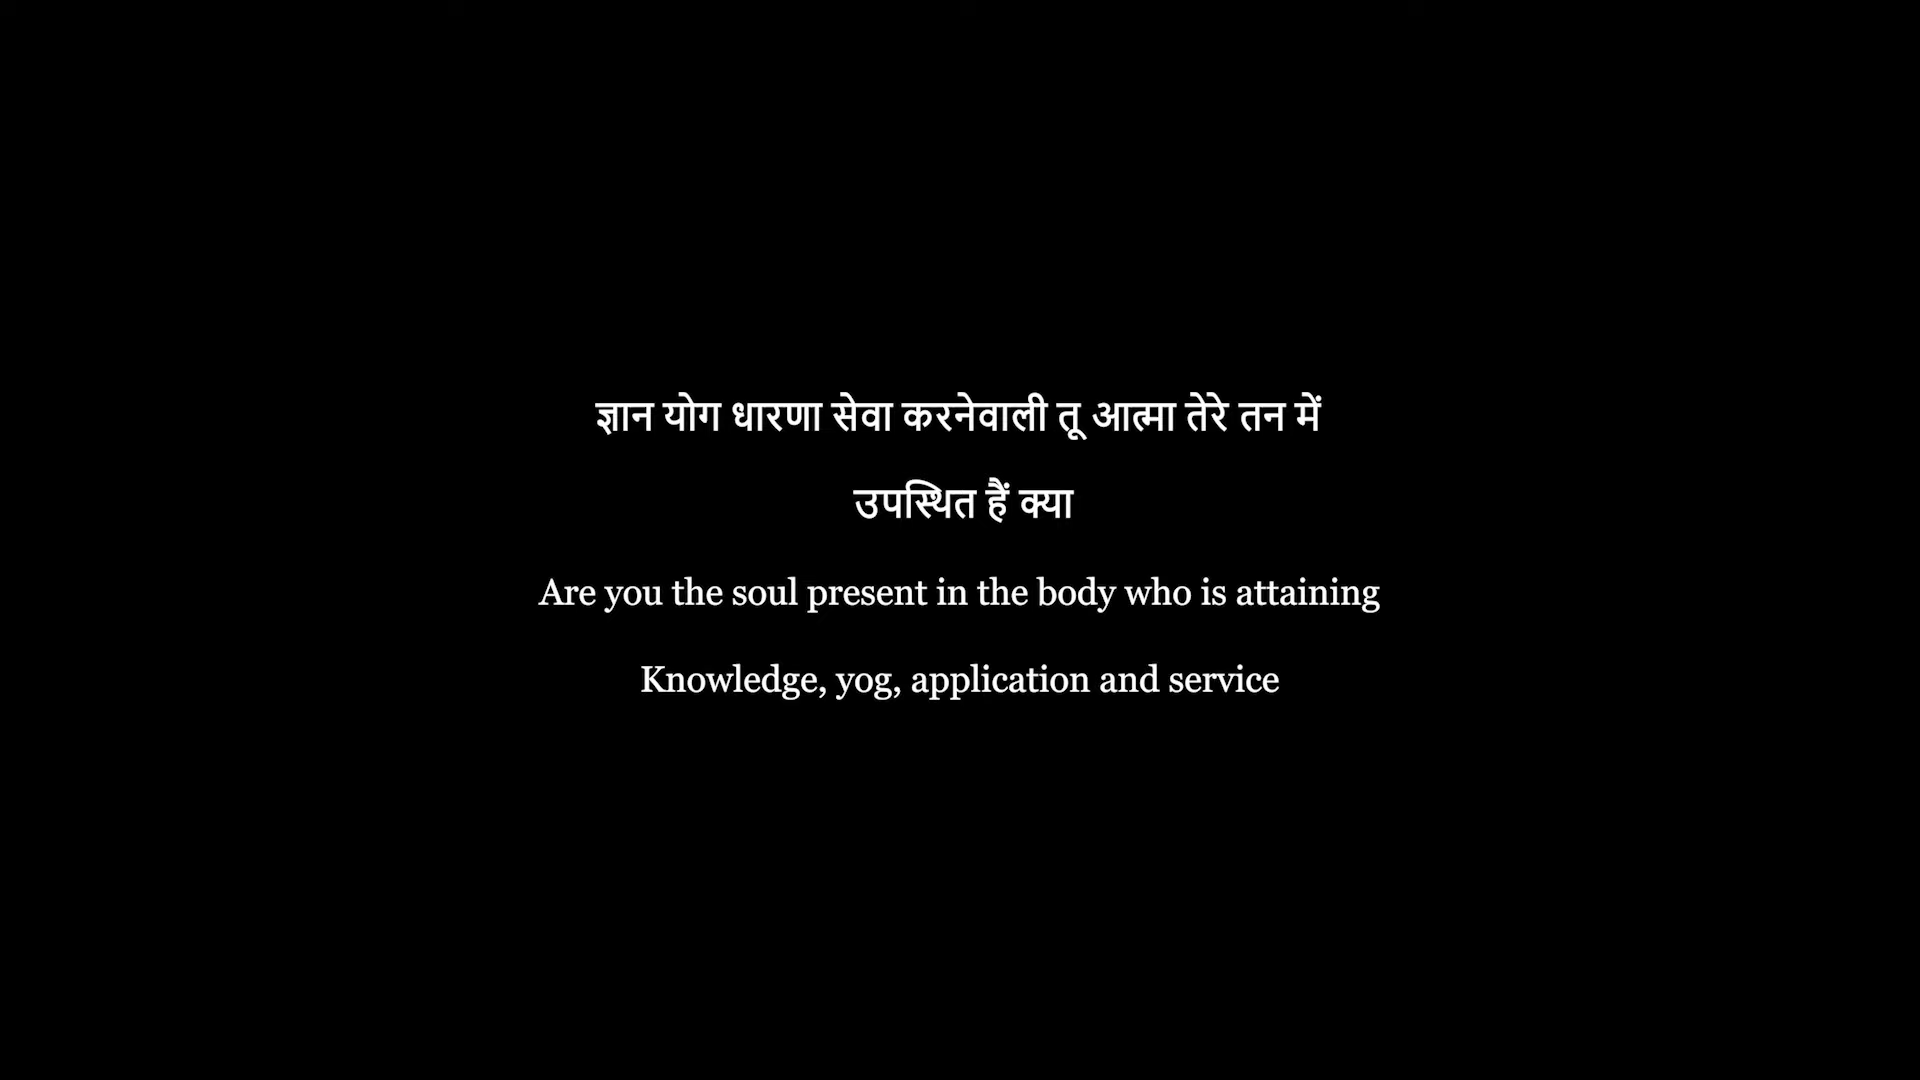 ज्ञान योग धारणा सेवा करनेवाली तू आत्मा तेरे तन में
उपस्थित हैं क्या
Are you the soul present in the body who is attaining
Knowledge, yog, application and service